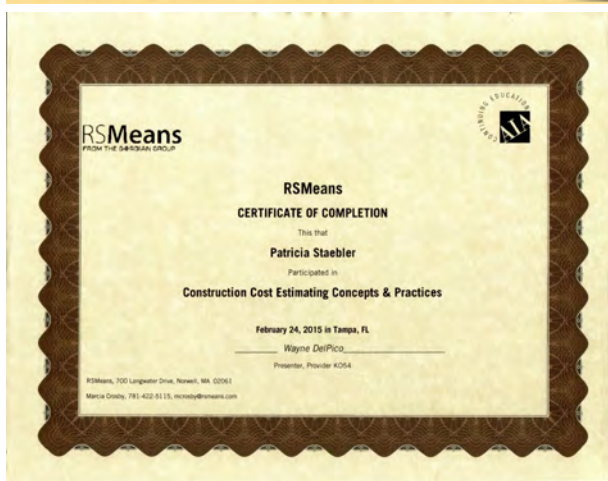 RSMeans
FROM THE GORDIAN GROUP
CONTINUING EDUCATION
AIA
RSMeans
CERTIFICATE OF COMPLETION
This that
Patricia Staebler
Participated in
Construction Cost Estimating Concepts & Practices
February 24, 2015 in Tampa, FL
Wayne DelPico
Presenter, Provider K054
RSMeans, 700 Longwater Drive, Norwell, MA 02061
Marcia Crosby, 781-422-5115, mcrosby@rsmeans.com